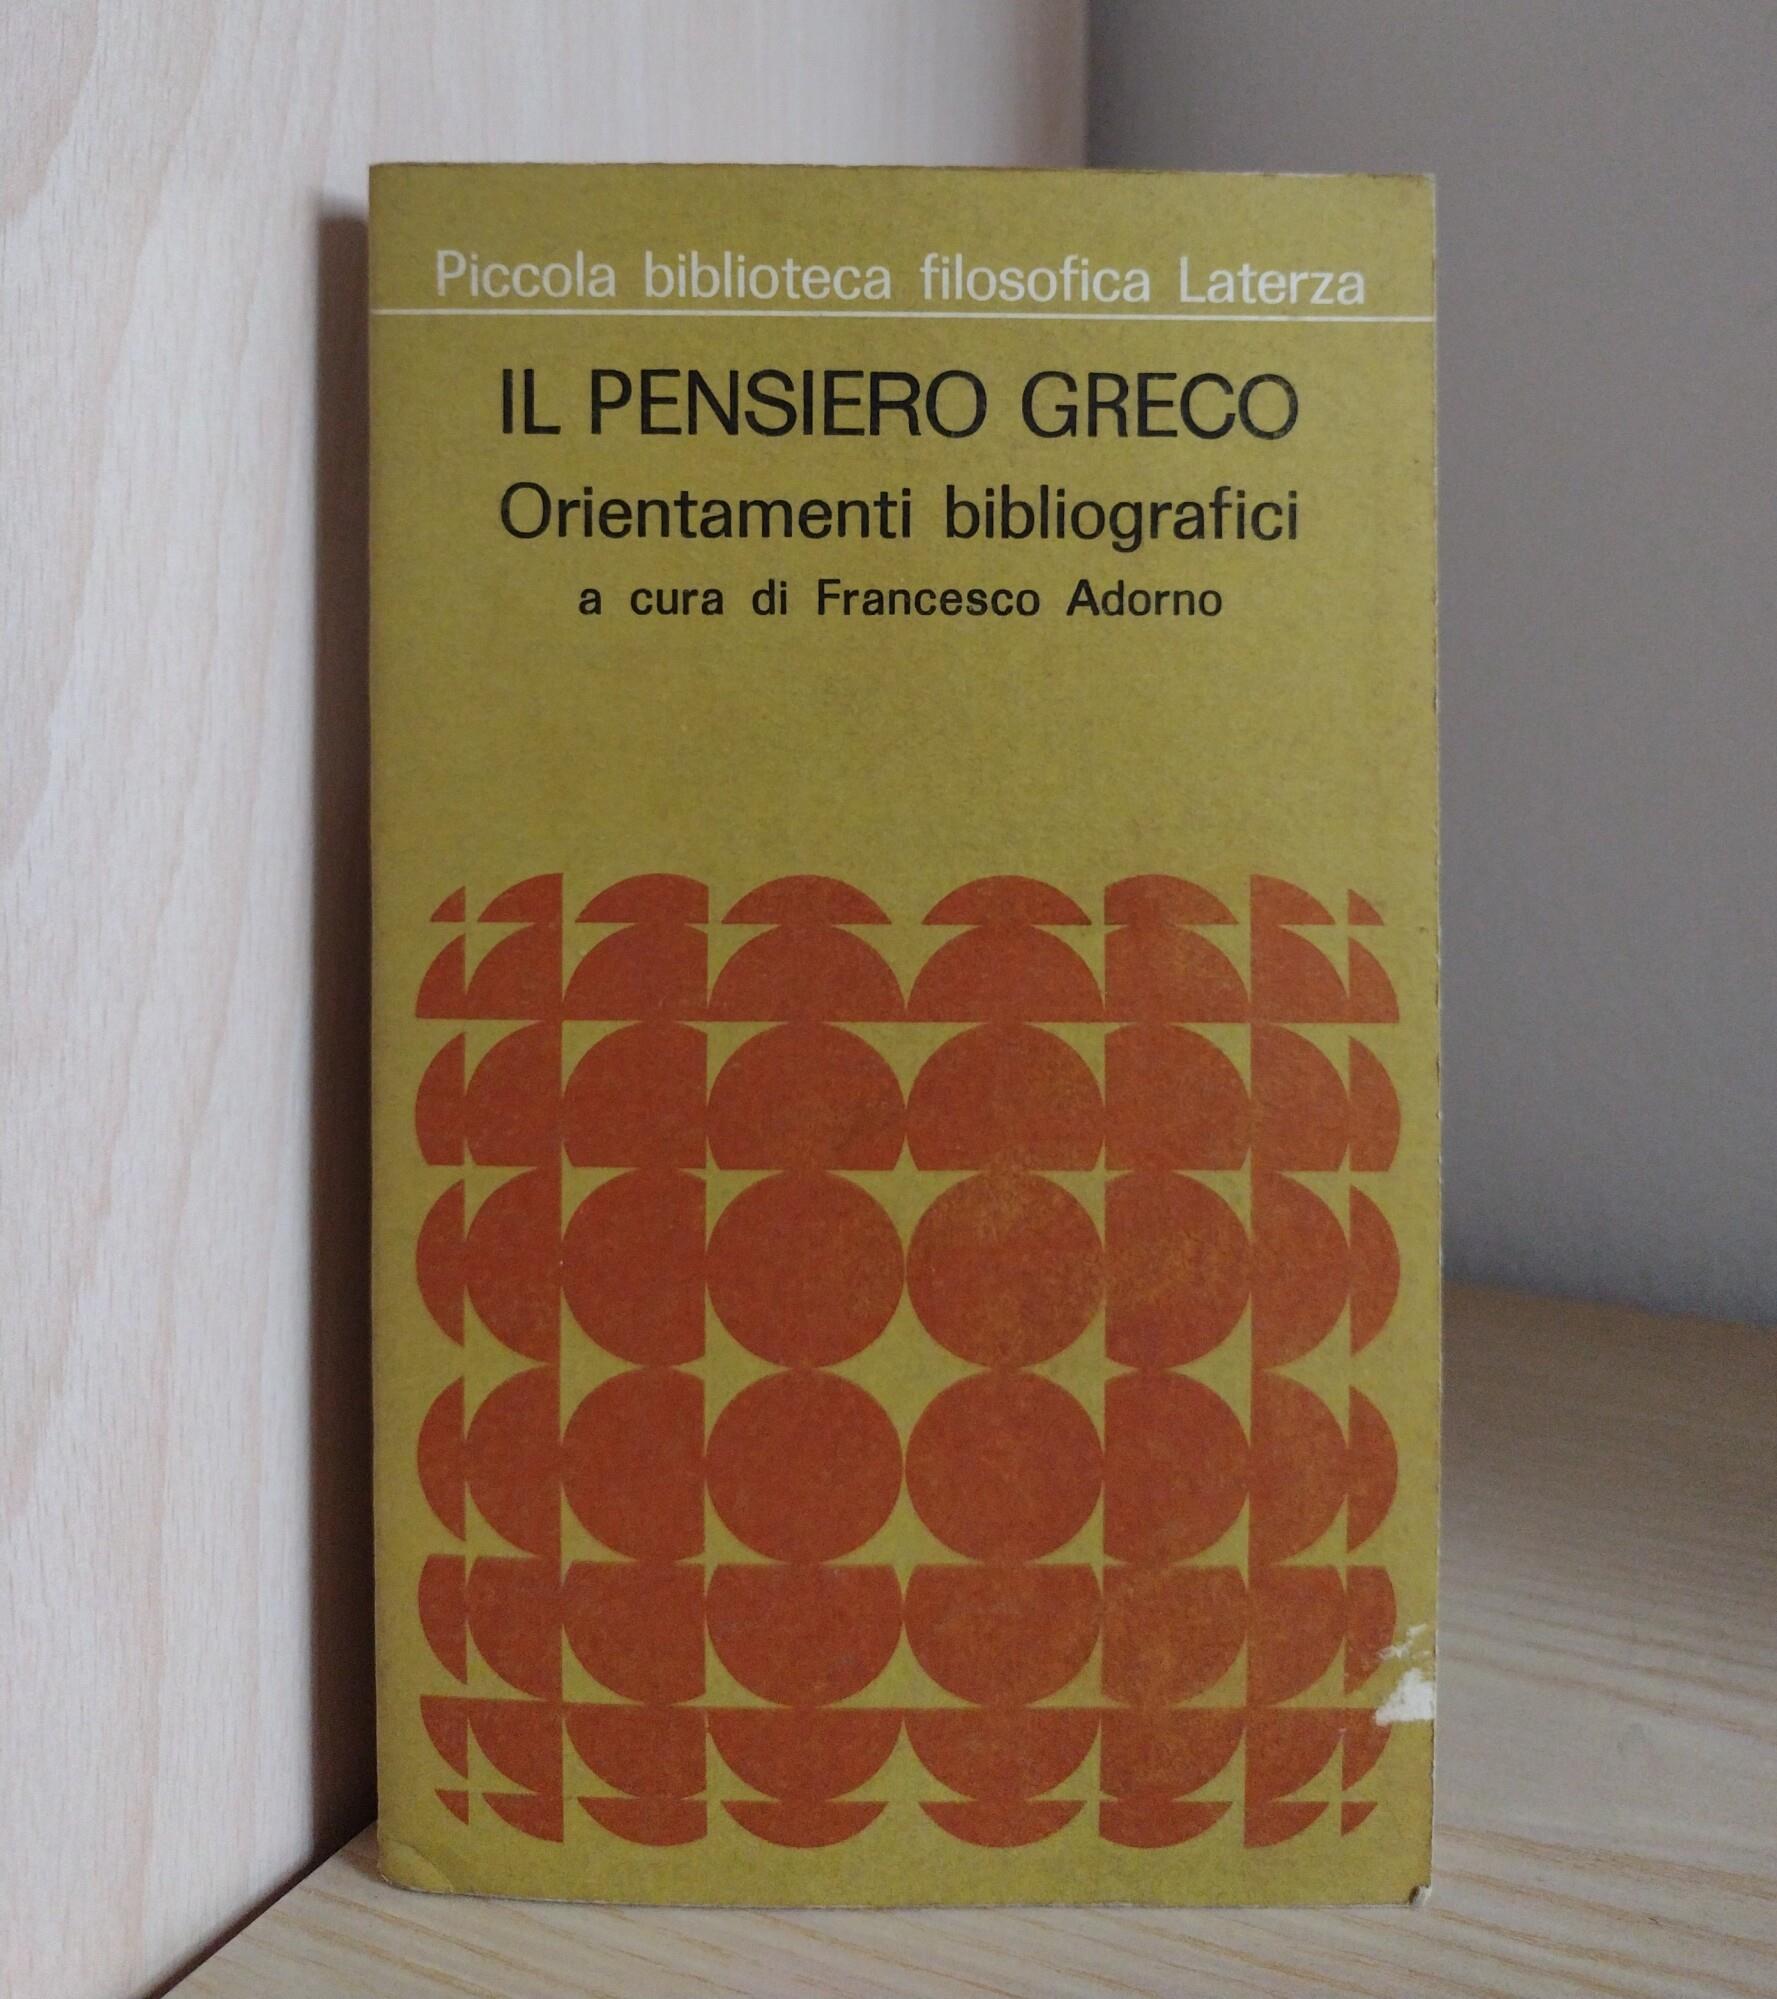 Piccola biblioteca filosofica Laterza
IL PENSIERO GRECO
Orientamenti bibliografici
a cura di Francesco Adorno